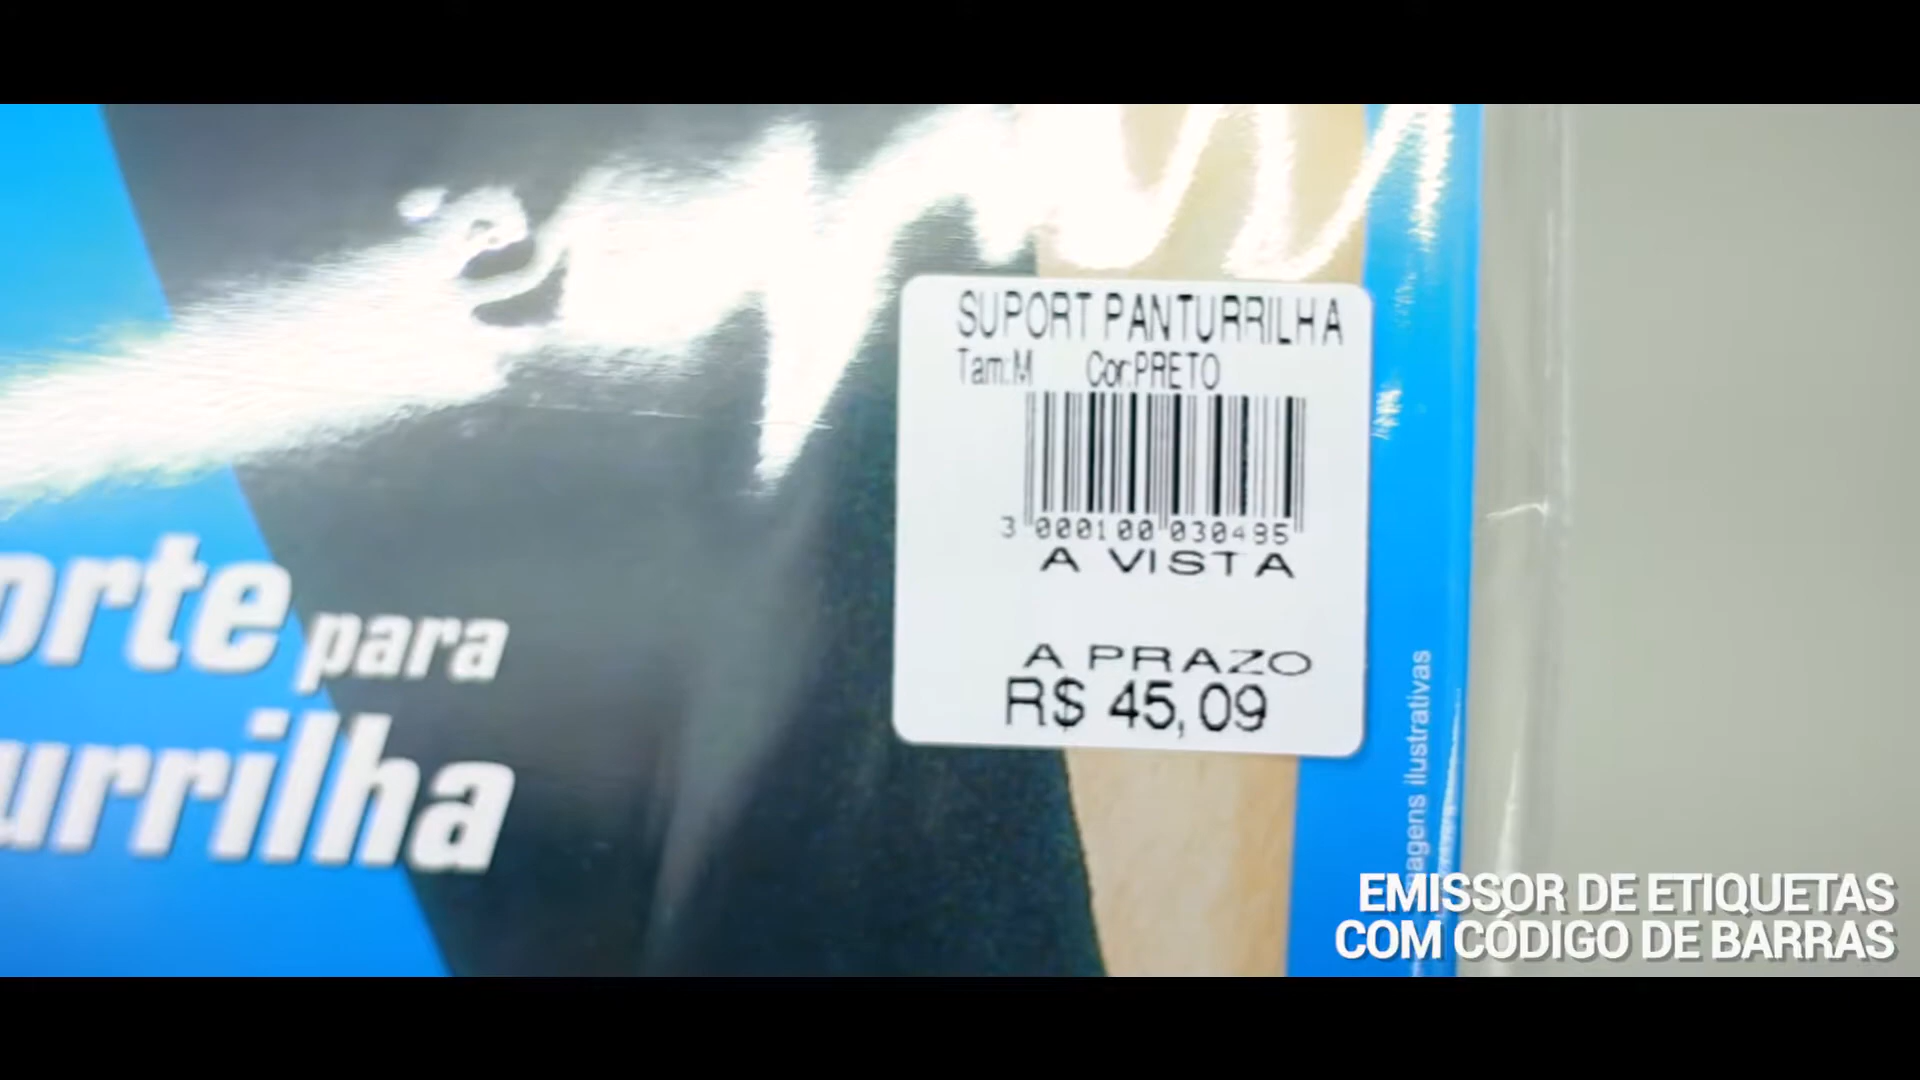 SUPORT PANTURRILHA
Tam:M Cor:PRETO
3 000100 030495
A VISTA
A PRAZO
R$ 45,09
orte para
urrilha
agens ilustrativas
EMISSOR DE ETIQUETAS
COM CÓDIGO DE BARRAS